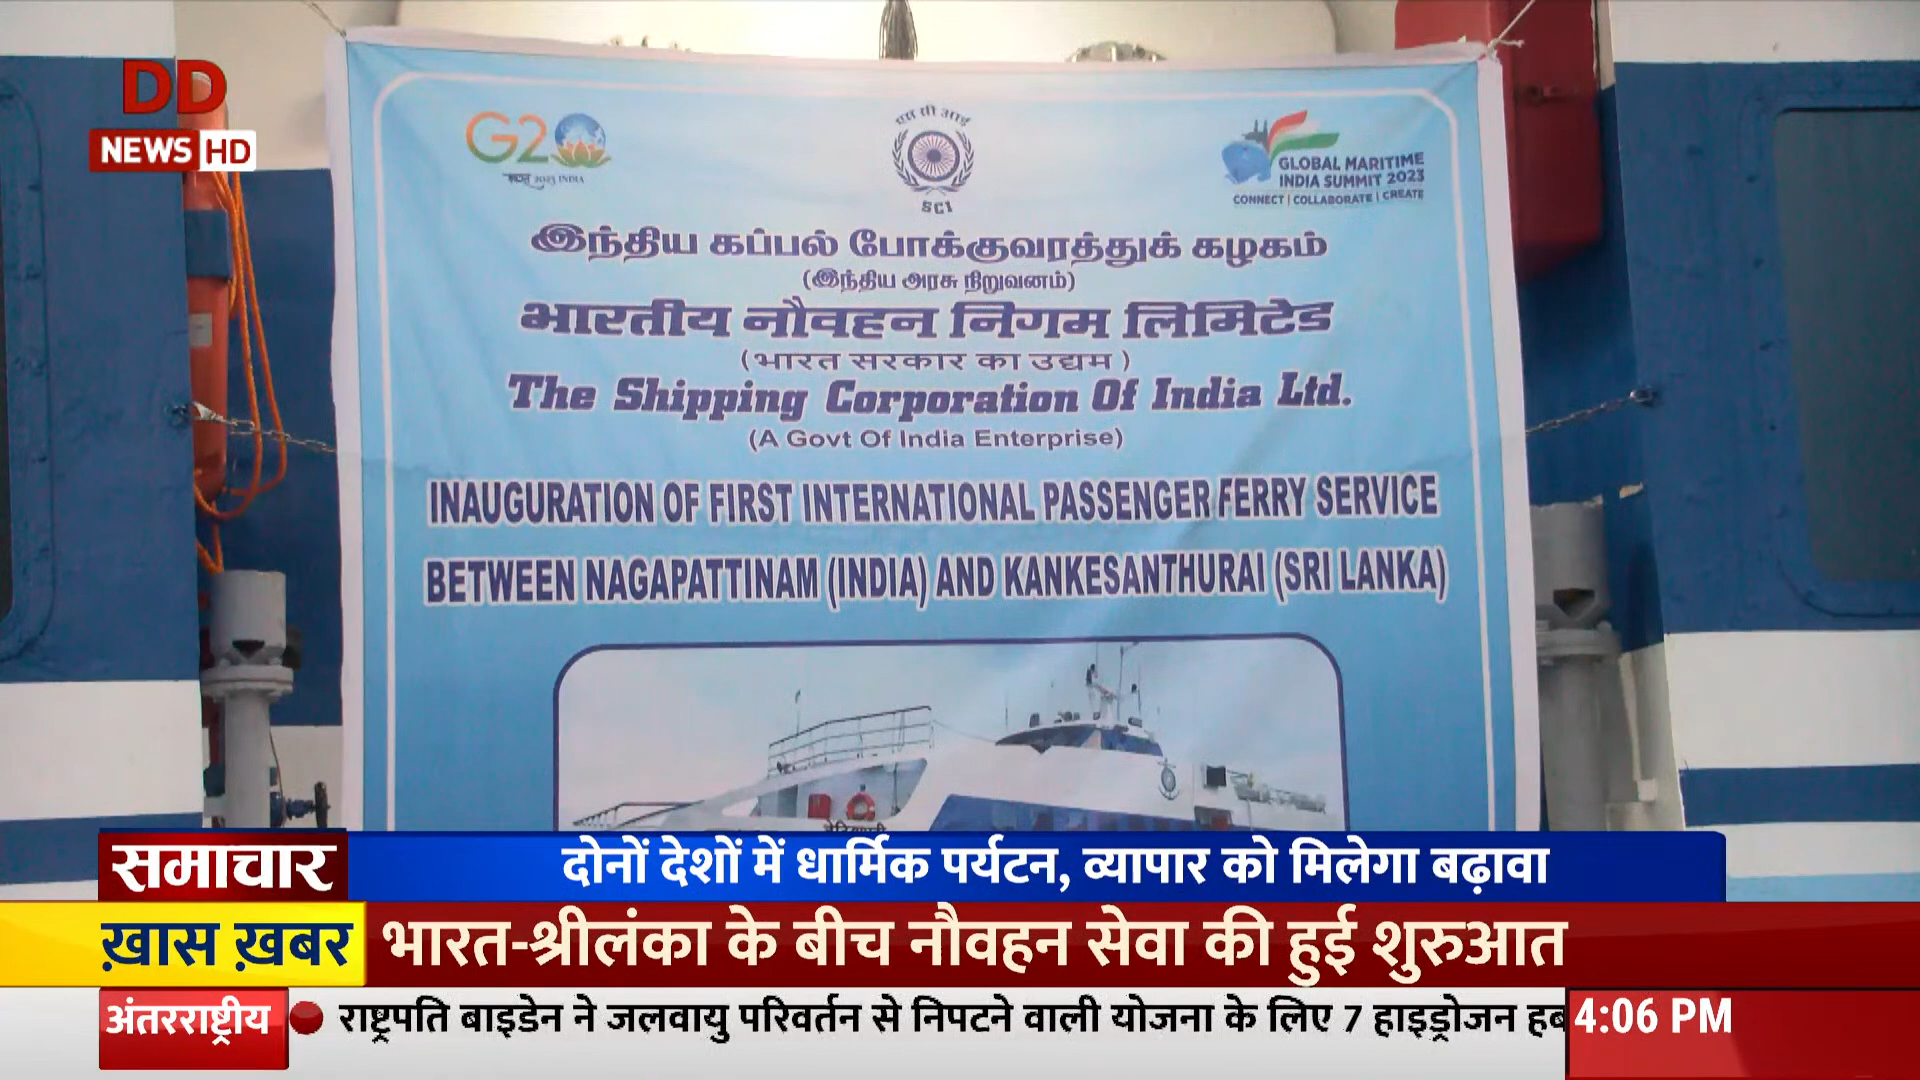 DD
NEWS HD
G20
2023 INDIA
एस सी आई
SCI
GLOBAL MARITIME
INDIA SUMMIT 2023
CONNECT | COLLABORATE | CREATE
இந்திய கப்பல் போக்குவரத்துக் கழகம்
(இந்திய அரசு நிறுவனம்)
भारतीय नौवहन निगम लिमिटेड
(भारत सरकार का उद्यम)
The Shipping Corporation Of India Ltd.
(A Govt Of India Enterprise)
INAUGURATION OF FIRST INTERNATIONAL PASSENGER FERRY SERVICE
BETWEEN NAGAPATTINAM (INDIA) AND KANKESANTHURAI (SRI LANKA)
समाचार
दोनों देशों में धार्मिक पर्यटन, व्यापार को मिलेगा बढ़ावा
ख़ास ख़बर
भारत-श्रीलंका के बीच नौवहन सेवा की हुई शुरुआत
अंतरराष्ट्रीय
राष्ट्रपति बाइडेन ने जलवायु परिवर्तन से निपटने वाली योजना के लिए 7 हाइड्रोजन हब
4:06 PM